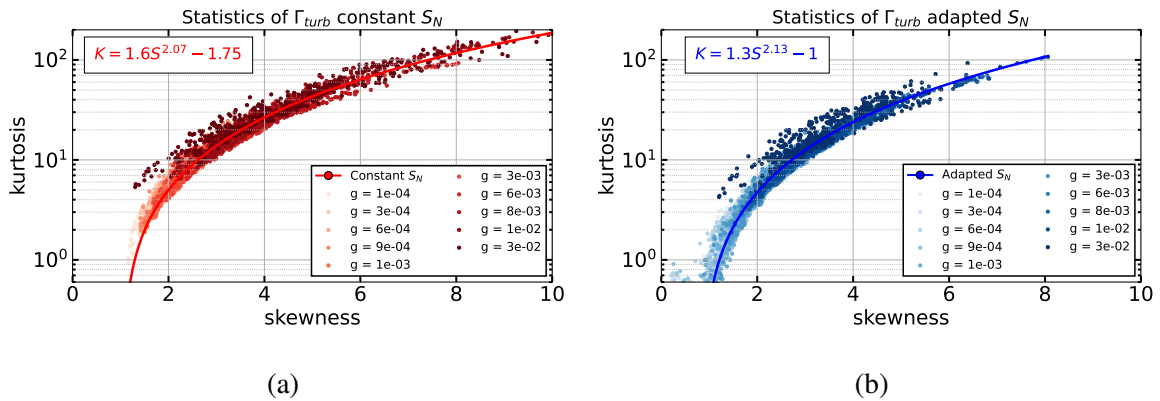 Statistics of Γ_turb constant S_N
K = 1.6S^2.07 − 1.75
kurtosis
10^2
10^1
10^0
Constant S_N
g = 1e-04
g = 3e-04
g = 6e-04
g = 9e-04
g = 1e-03
g = 3e-03
g = 6e-03
g = 8e-03
g = 1e-02
g = 3e-02
0 2 4 6 8 10
skewness
(a)
Statistics of Γ_turb adapted S_N
K = 1.3S^2.13 − 1
kurtosis
10^2
10^1
10^0
Adapted S_N
g = 1e-04
g = 3e-04
g = 6e-04
g = 9e-04
g = 1e-03
g = 3e-03
g = 6e-03
g = 8e-03
g = 1e-02
g = 3e-02
0 2 4 6 8 10
skewness
(b)